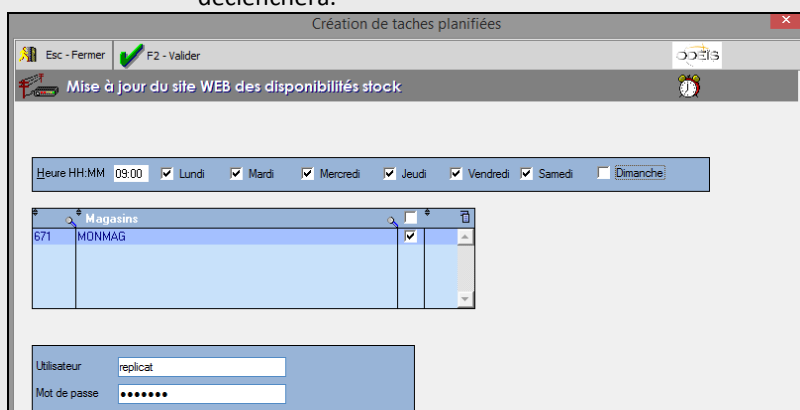 déclenchera.
Création de taches planifiées
Esc - Fermer F2 - Valider
Mise à jour du site WEB des disponibilités stock
Heure HH:MM 09:00 Lundi Mardi Mercredi Jeudi Vendredi Samedi Dimanche
Magasins
671 MONMAG
Utilisateur replicat
Mot de passe •••••••